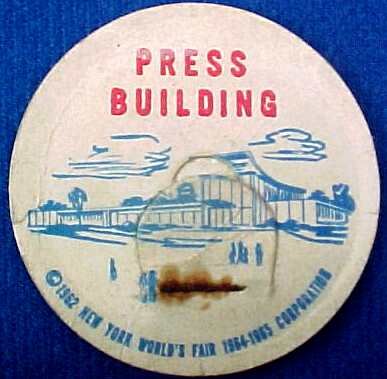 PRESS
BUILDING
©1962 NEW YORK WORLD'S FAIR 1964-1965 CORPORATION